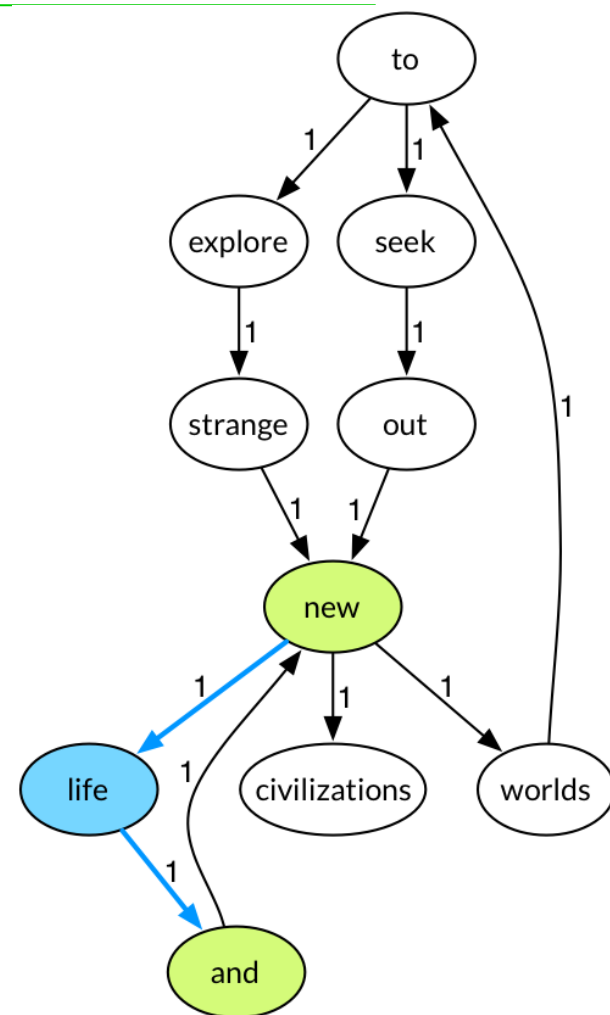 to
1 1
explore seek
1 1
1
strange out
1 1
new
1 1 1
1
life civilizations worlds
1
and